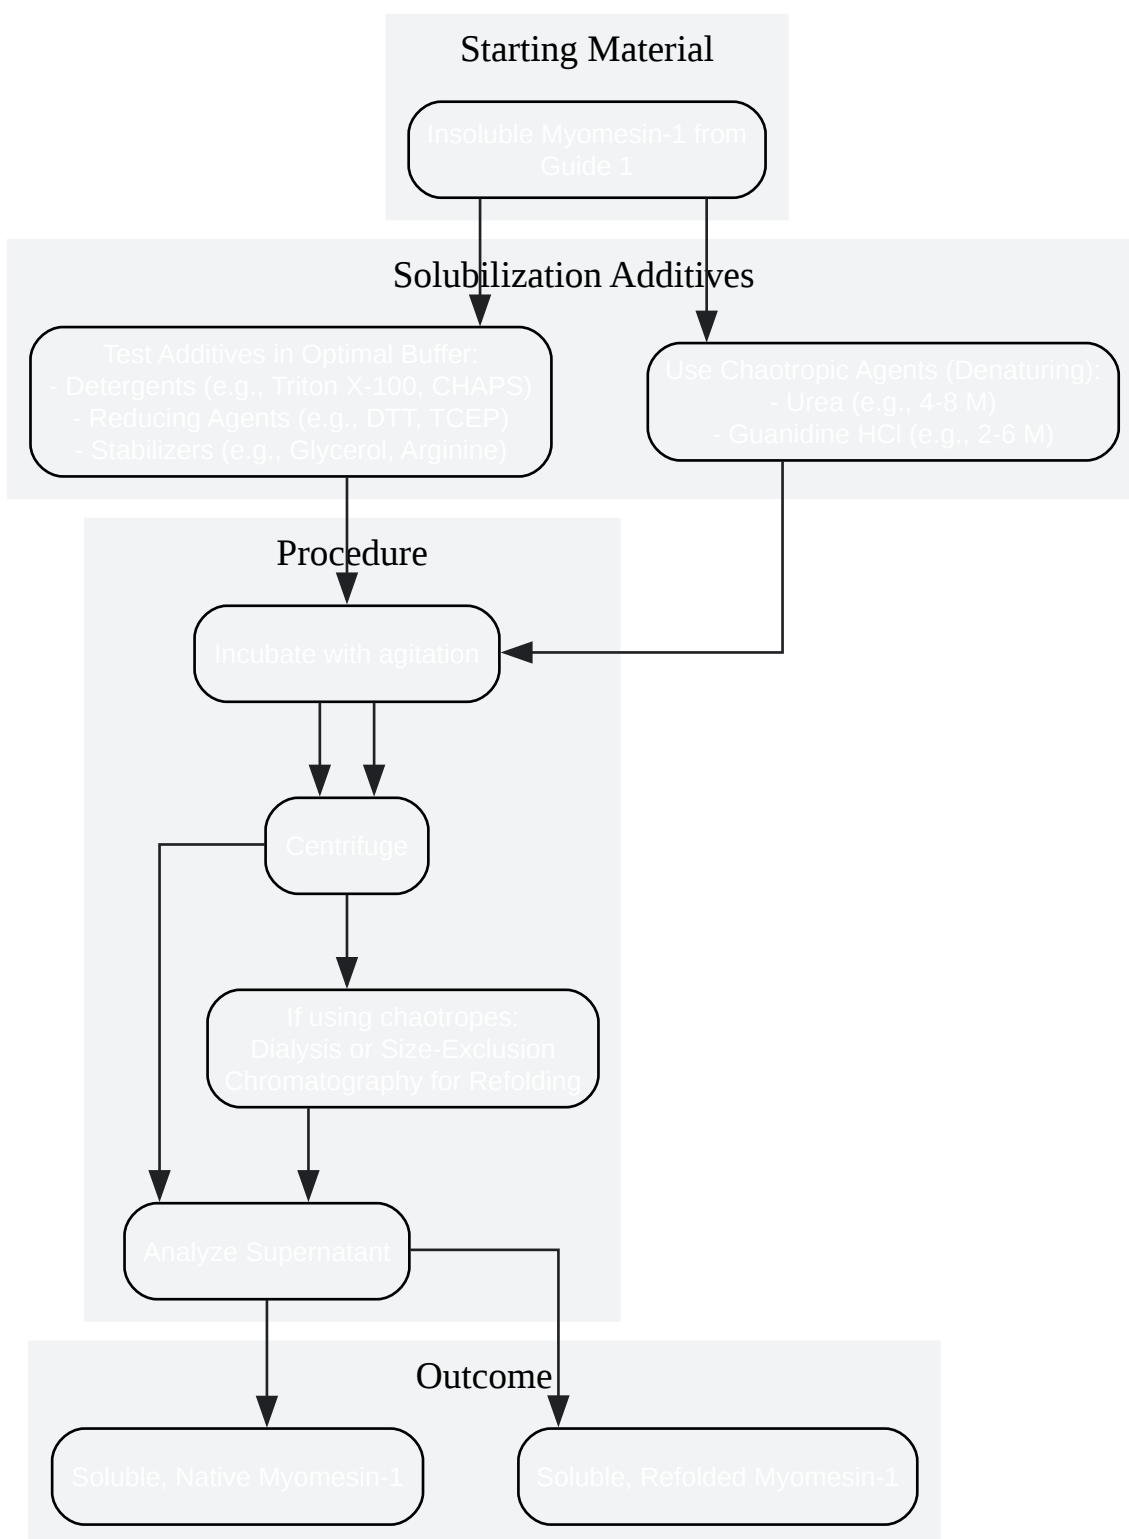 Starting Material
Insoluble Myomesin-1 from
Guide 1
Solubilization Additives
Test Additives in Optimal Buffer:
- Detergents (e.g., Triton X-100, CHAPS)
- Reducing Agents (e.g., DTT, TCEP)
- Stabilizers (e.g., Glycerol, Arginine)
Use Chaotropic Agents (Denaturing):
- Urea (e.g., 4-8 M)
- Guanidine HCl (e.g., 2-6 M)
Procedure
Incubate with agitation
Centrifuge
If using chaotropes:
Dialysis or Size-Exclusion
Chromatography for Refolding
Analyze Supernatant
Outcome
Soluble, Native Myomesin-1
Soluble, Refolded Myomesin-1